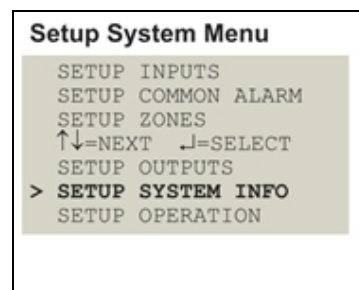 Setup System Menu
SETUP INPUTS
SETUP COMMON ALARM
SETUP ZONES
↑↓=NEXT ↵=SELECT
SETUP OUTPUTS
> SETUP SYSTEM INFO
SETUP OPERATION